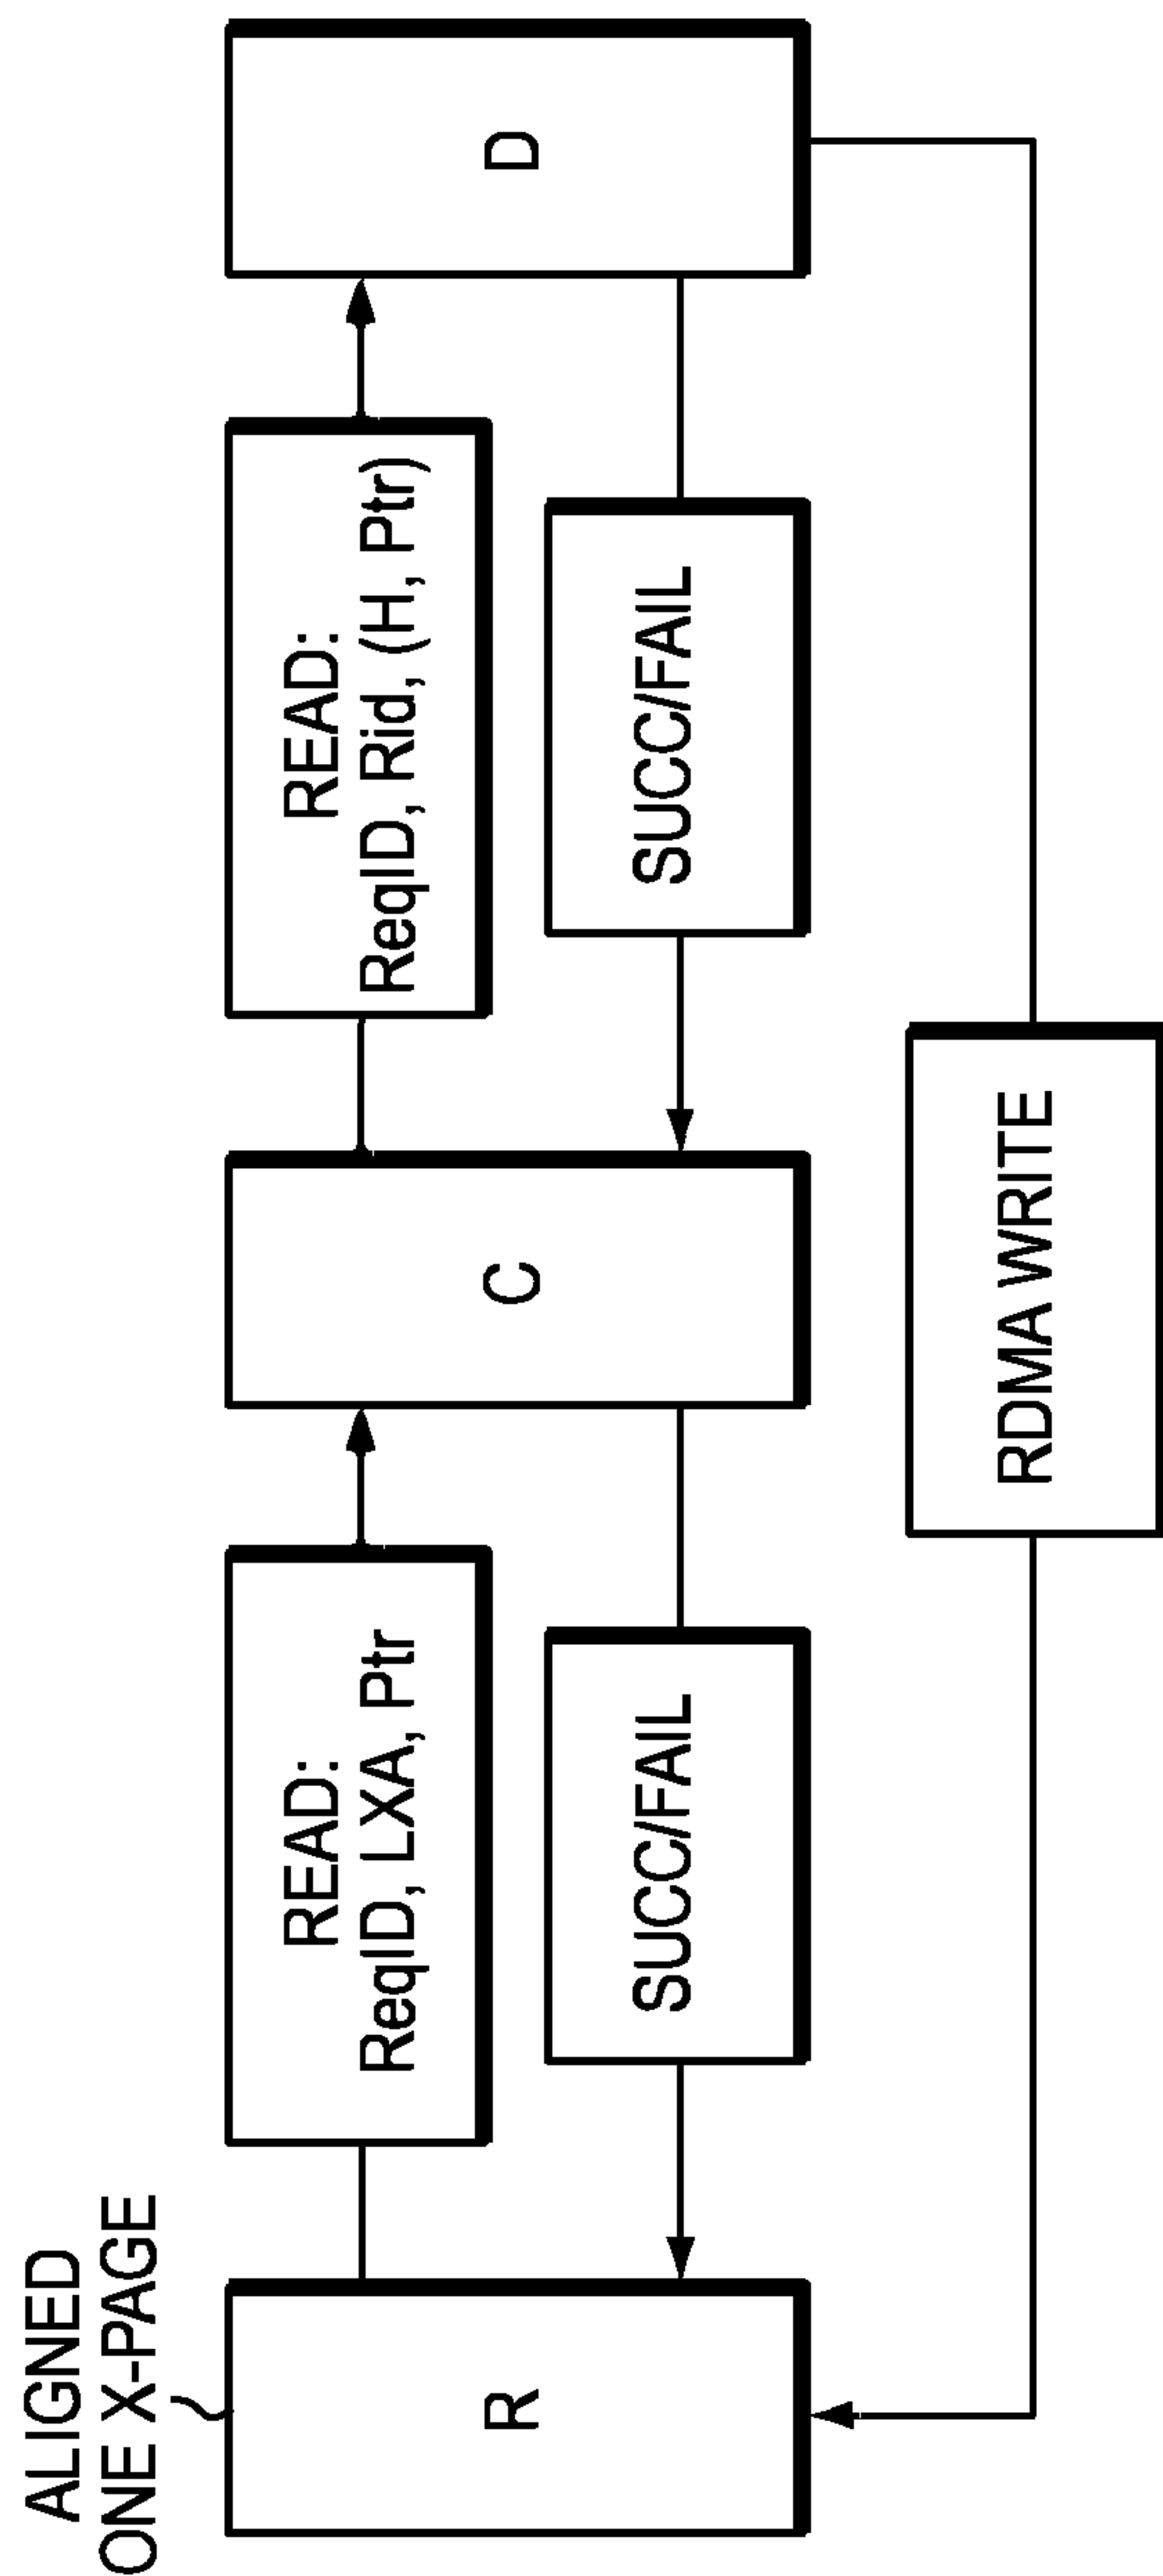 ALIGNED
ONE X-PAGE
R
READ:
ReqID, LXA, Ptr
SUCC/FAIL
C
READ:
ReqID, Rid, (H, Ptr)
SUCC/FAIL
D
RDMA WRITE